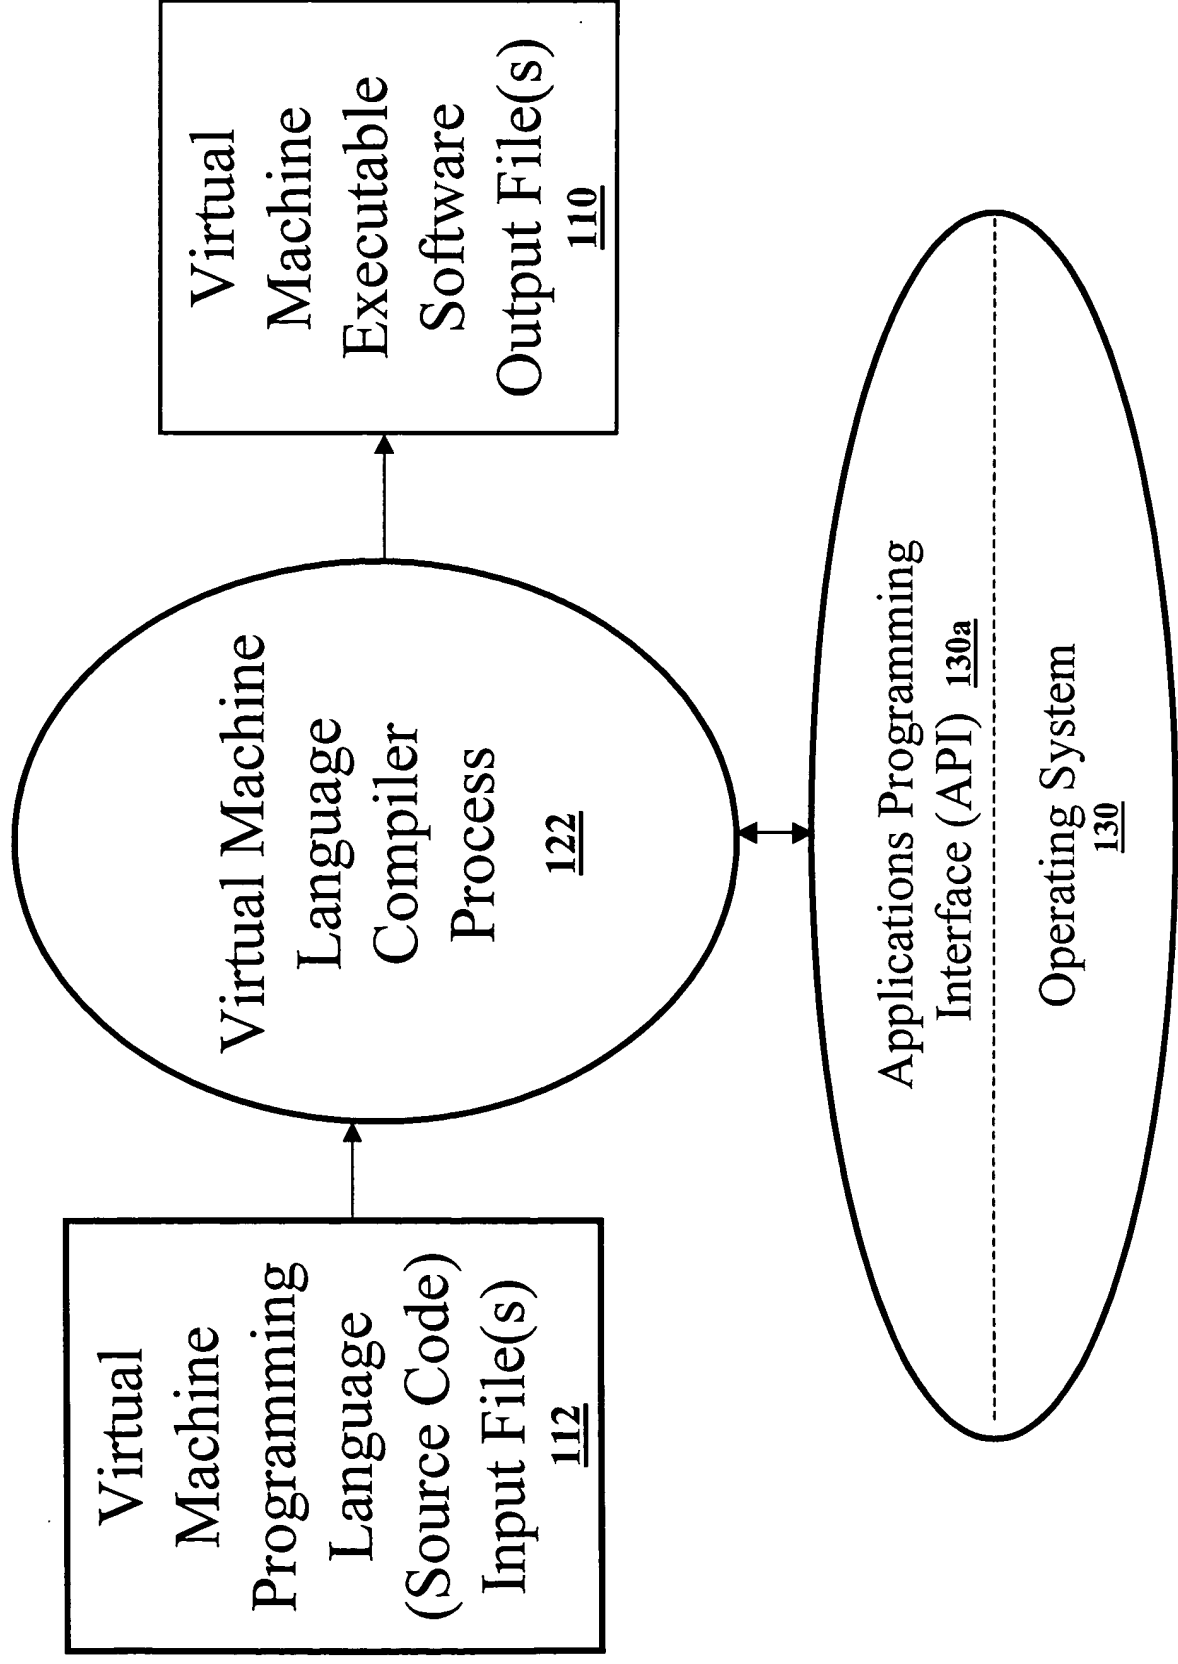 Virtual
Machine
Programming
Language
(Source Code)
Input File(s)
112
Virtual Machine
Language
Compiler
Process
122
Virtual
Machine
Executable
Software
Output File(s)
110
Applications Programming
Interface (API) 130a
Operating System
130